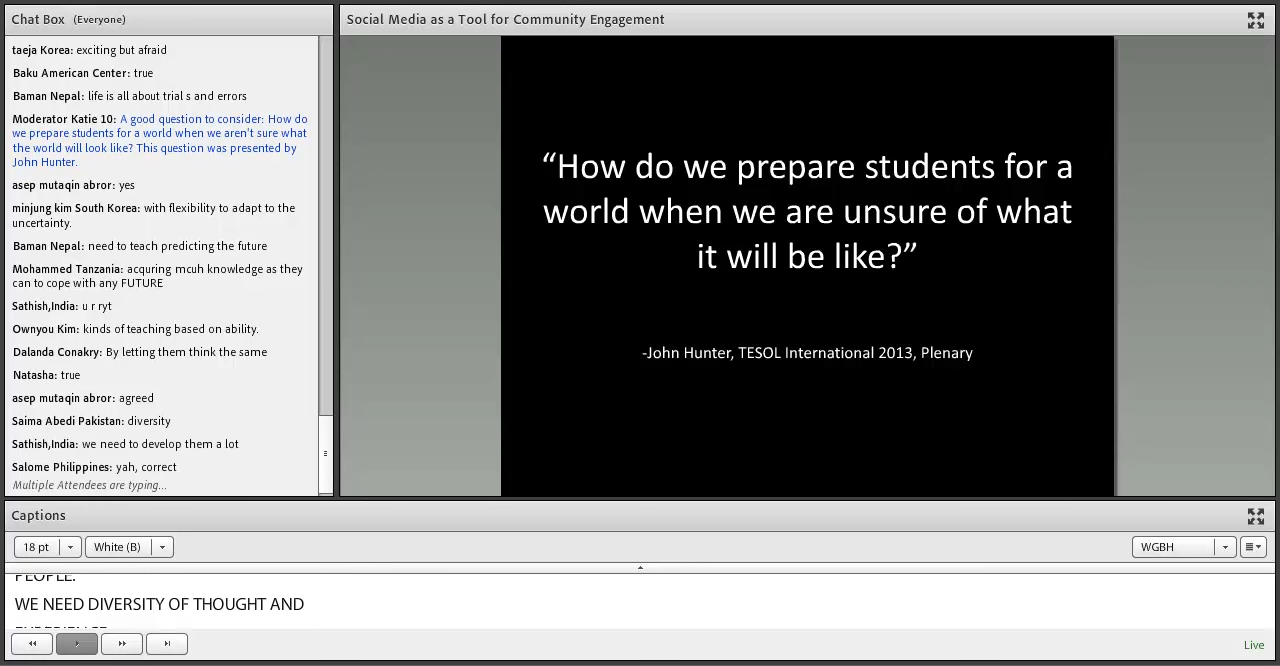 Chat Box (Everyone)
taeja Korea: exciting but afraid
Baku American Center: true
Baman Nepal: life is all about trial s and errors
Moderator Katie 10: A good question to consider: How do
we prepare students for a world when we aren't sure what
the world will look like? This question was presented by
John Hunter.
asep mutaqin abror: yes
minjung kim South Korea: with flexibility to adapt to the
uncertainty.
Baman Nepal: need to teach predicting the future
Mohammed Tanzania: acquring mcuh knowledge as they
can to cope with any FUTURE
Sathish,India: u r ryt
Ownyou Kim: kinds of teaching based on ability.
Dalanda Conakry: By letting them think the same
Natasha: true
asep mutaqin abror: agreed
Saima Abedi Pakistan: diversity
Sathish,India: we need to develop them a lot
Salome Philippines: yah, correct
Multiple Attendees are typing...
Social Media as a Tool for Community Engagement
“How do we prepare students for a
world when we are unsure of what
it will be like?”
-John Hunter, TESOL International 2013, Plenary
Captions
18 pt
White (B)
WGBH
PEOPLE.
WE NEED DIVERSITY OF THOUGHT AND
Live